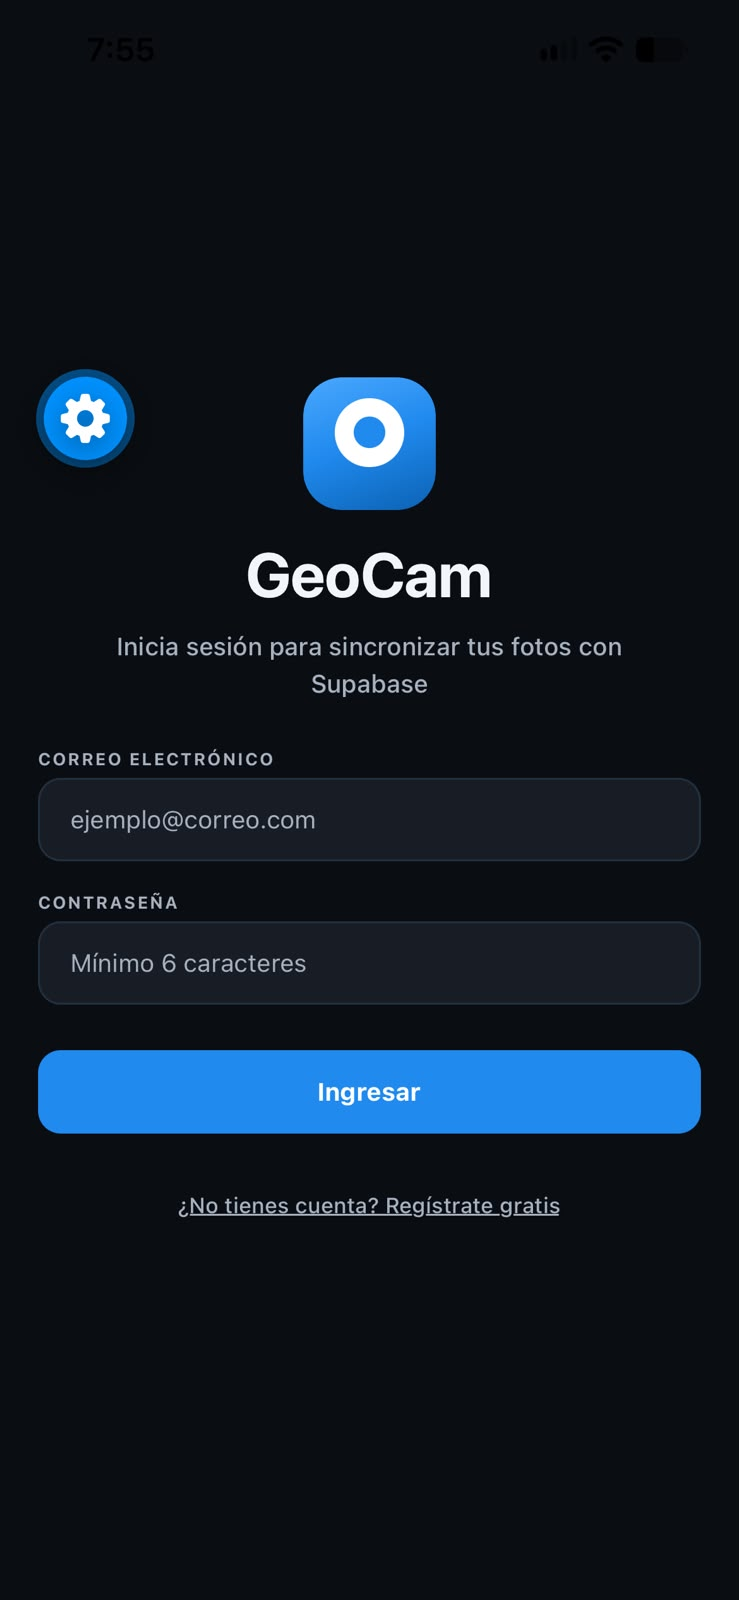 7:55
GeoCam
Inicia sesión para sincronizar tus fotos con
Supabase
CORREO ELECTRÓNICO
ejemplo@correo.com
CONTRASEÑA
Mínimo 6 caracteres
Ingresar
¿No tienes cuenta? Regístrate gratis